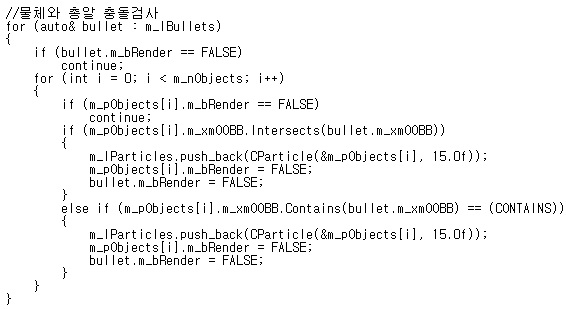 //물체와 총알 충돌검사
for (auto& bullet : m_lBullets)
{
    if (bullet.m_bRender == FALSE)
        continue;
    for (int i = 0; i < m_nObjects; i++)
    {
        if (m_pObjects[i].m_bRender == FALSE)
            continue;
        if (m_pObjects[i].m_xmOOBB.Intersects(bullet.m_xmOOBB))
        {
            m_lParticles.push_back(CParticle(&m_pObjects[i], 15.0f));
            m_pObjects[i].m_bRender = FALSE;
            bullet.m_bRender = FALSE;
        }
        else if (m_pObjects[i].m_xmOOBB.Contains(bullet.m_xmOOBB) == (CONTAINS))
        {
            m_lParticles.push_back(CParticle(&m_pObjects[i], 15.0f));
            m_pObjects[i].m_bRender = FALSE;
            bullet.m_bRender = FALSE;
        }
    }
}